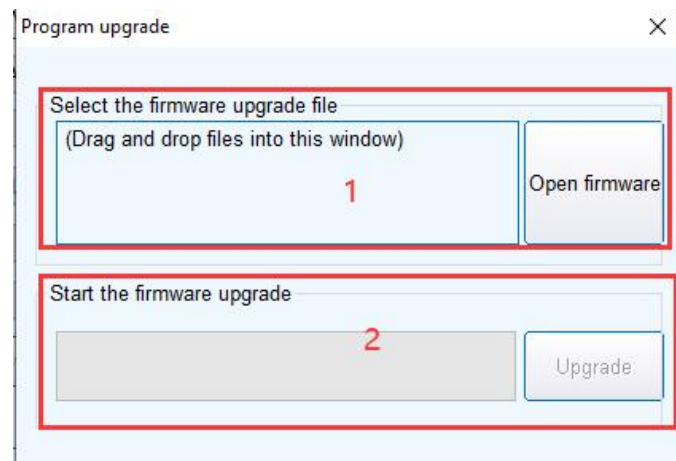 Program upgrade
Select the firmware upgrade file
(Drag and drop files into this window)
1
Open firmware
Start the firmware upgrade
2
Upgrade